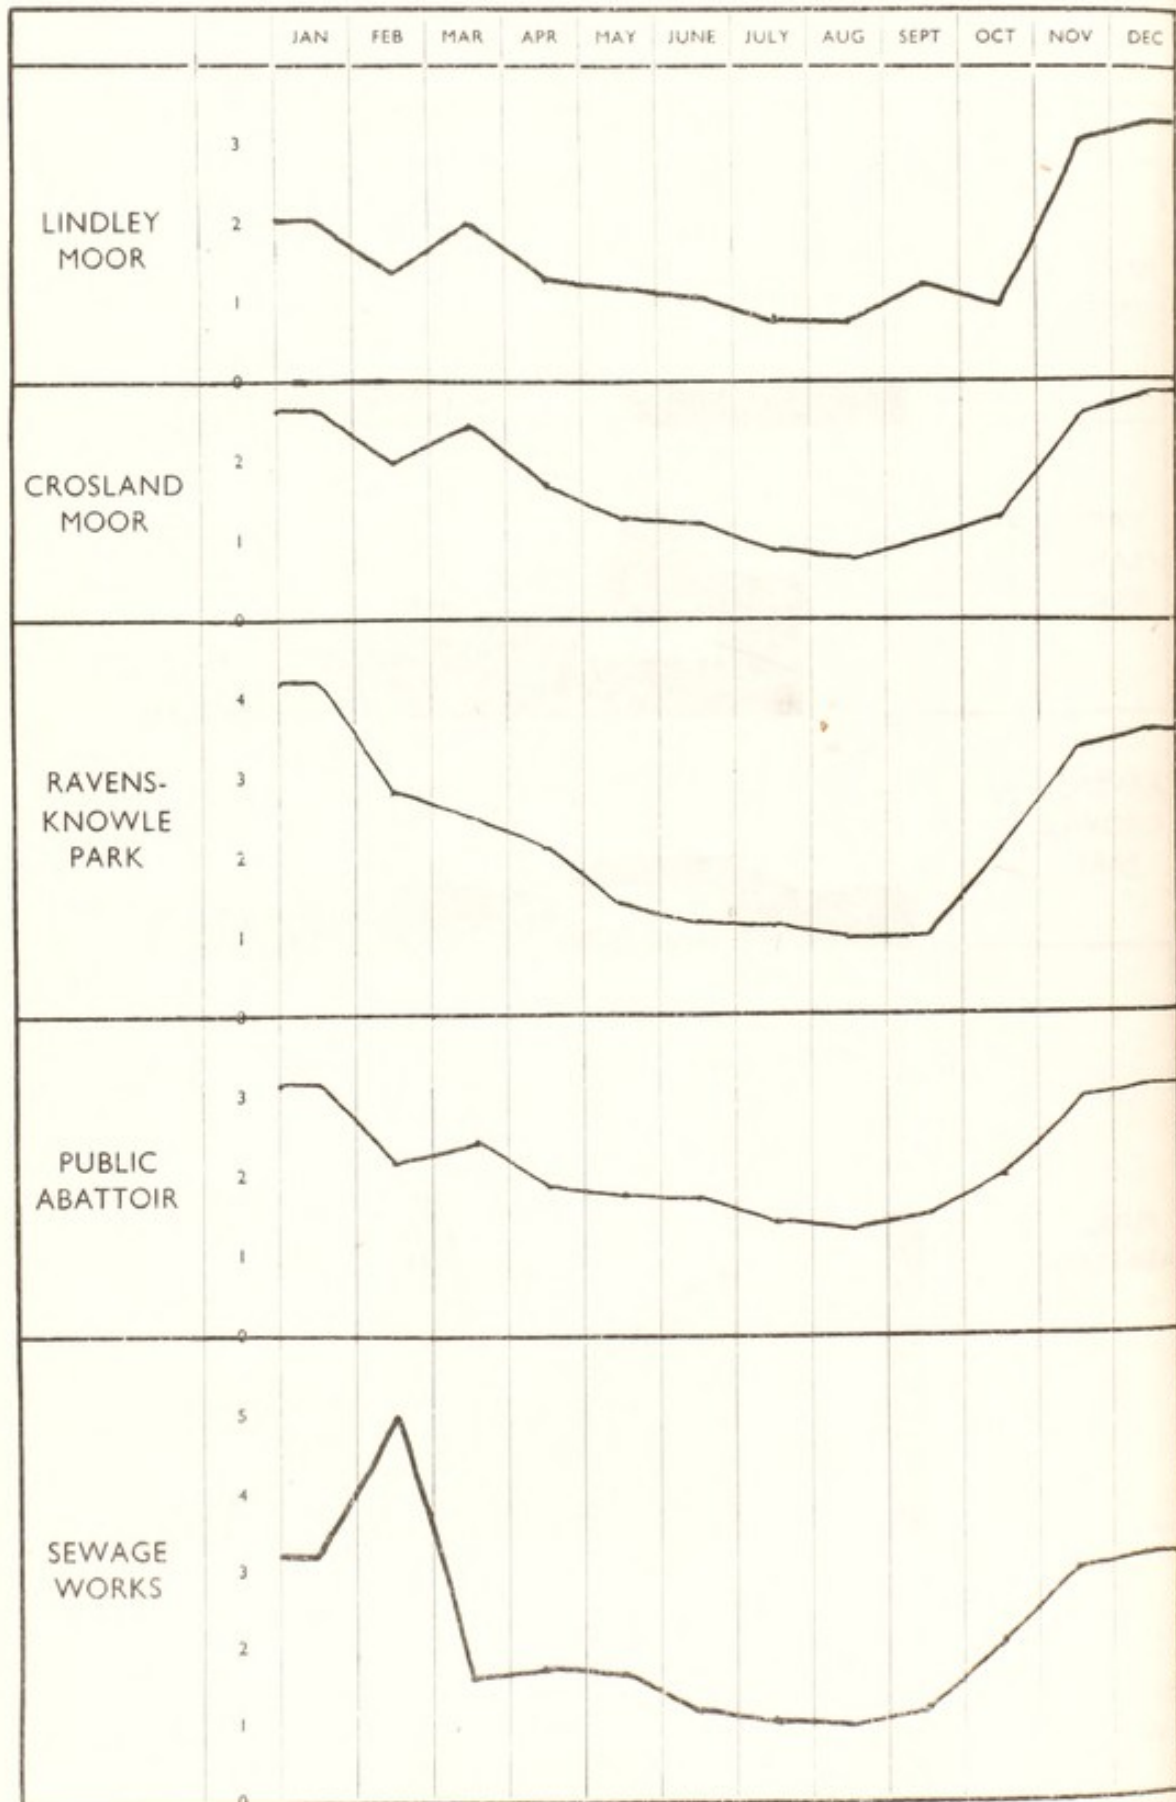 JAN FEB MAR APR MAY JUNE JULY AUG SEPT OCT NOV DEC
3
LINDLEY
MOOR
2
1
0
CROSLAND
MOOR
2
1
0
RAVENS-
KNOWLE
PARK
4
3
2
1
0
PUBLIC
ABATTOIR
3
2
1
0
SEWAGE
WORKS
5
4
3
2
1
0